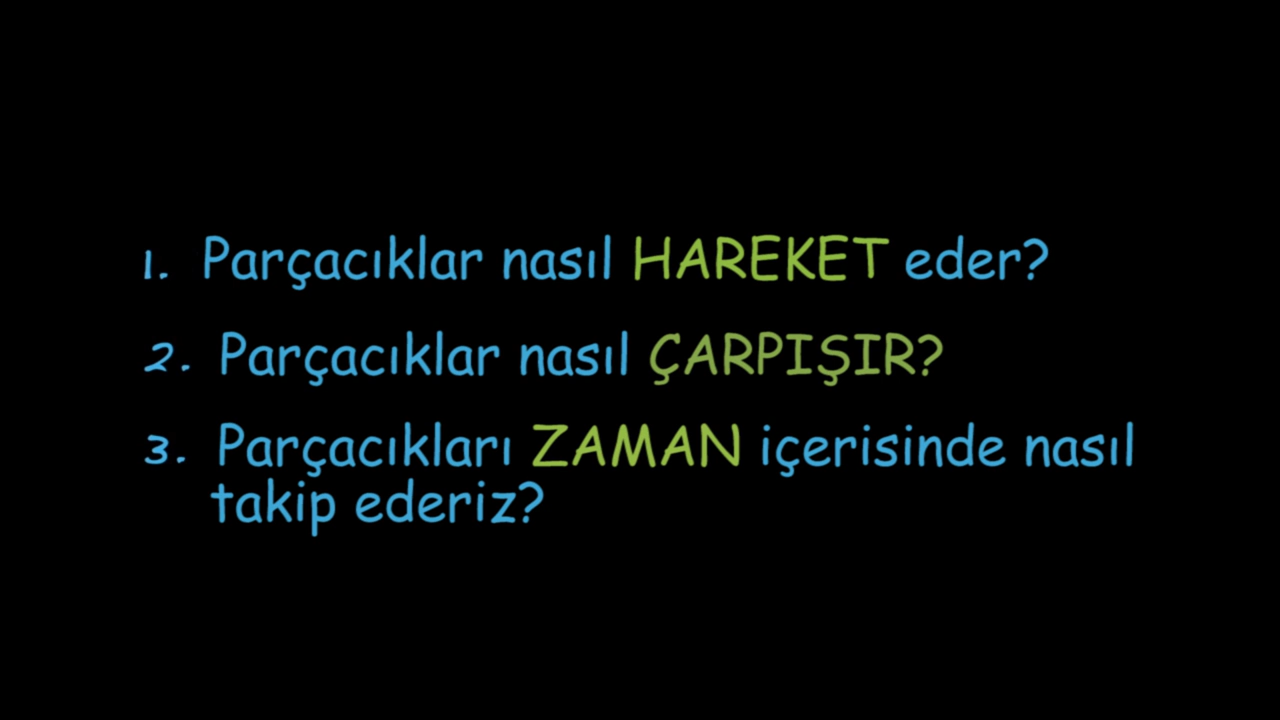 1. Parçacıklar nasıl HAREKET eder?
2. Parçacıklar nasıl ÇARPIŞIR?
3. Parçacıkları ZAMAN içerisinde nasıl
takip ederiz?